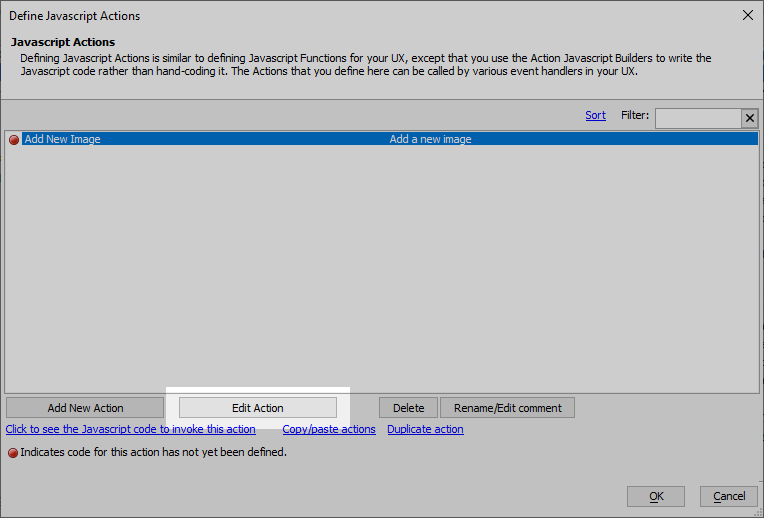 Define Javascript Actions
Javascript Actions
Defining Javascript Actions is similar to defining Javascript Functions for your UX, except that you use the Action Javascript Builders to write the
Javascript code rather than hand-coding it. The Actions that you define here can be called by various event handlers in your UX.
Sort Filter:
Add New Image Add a new image
Add New Action Edit Action Delete Rename/Edit comment
Click to see the Javascript code to invoke this action Copy/paste actions Duplicate action
Indicates code for this action has not yet been defined.
OK Cancel